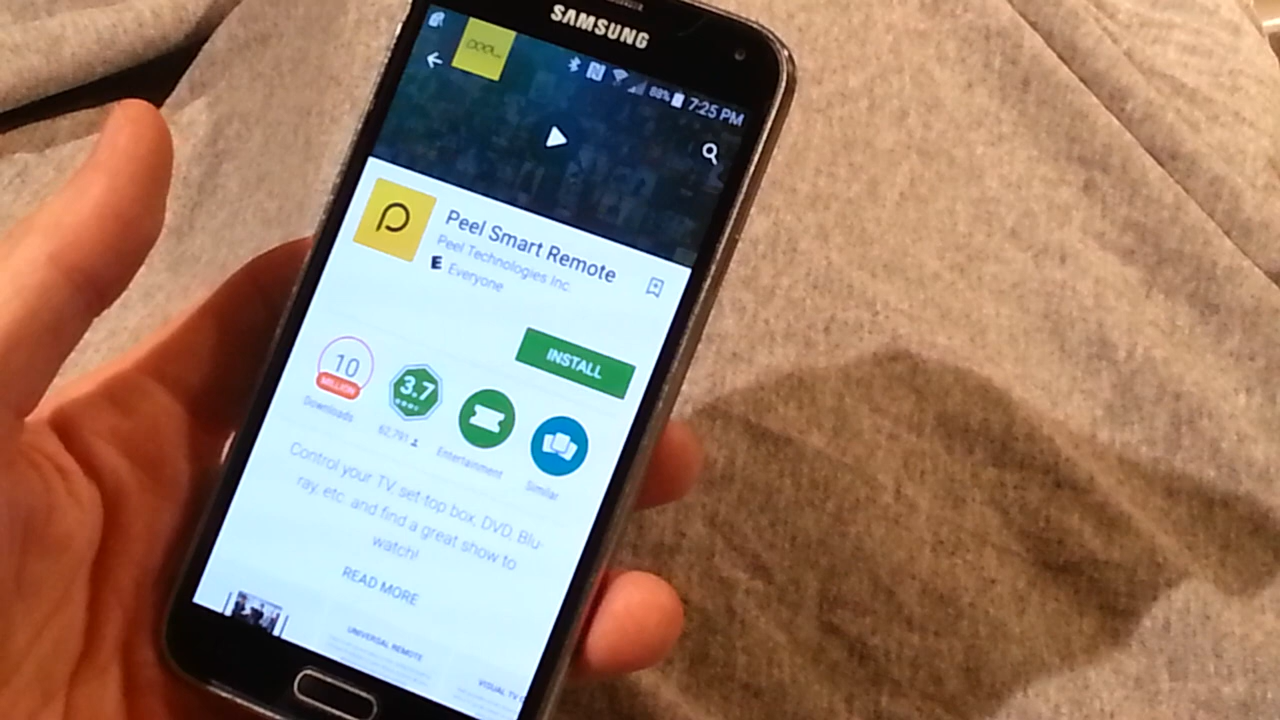 SAMSUNG
88% 7:25 PM
Peel Smart Remote
Peel Technologies Inc.
E Everyone
INSTALL
10
MILLION
Downloads
3.7
62,791
Entertainment
Similar
Control your TV, set-top box, DVD, Blu-
ray, etc. and find a great show to
watch!
READ MORE
UNIVERSAL REMOTE
VISUAL TV